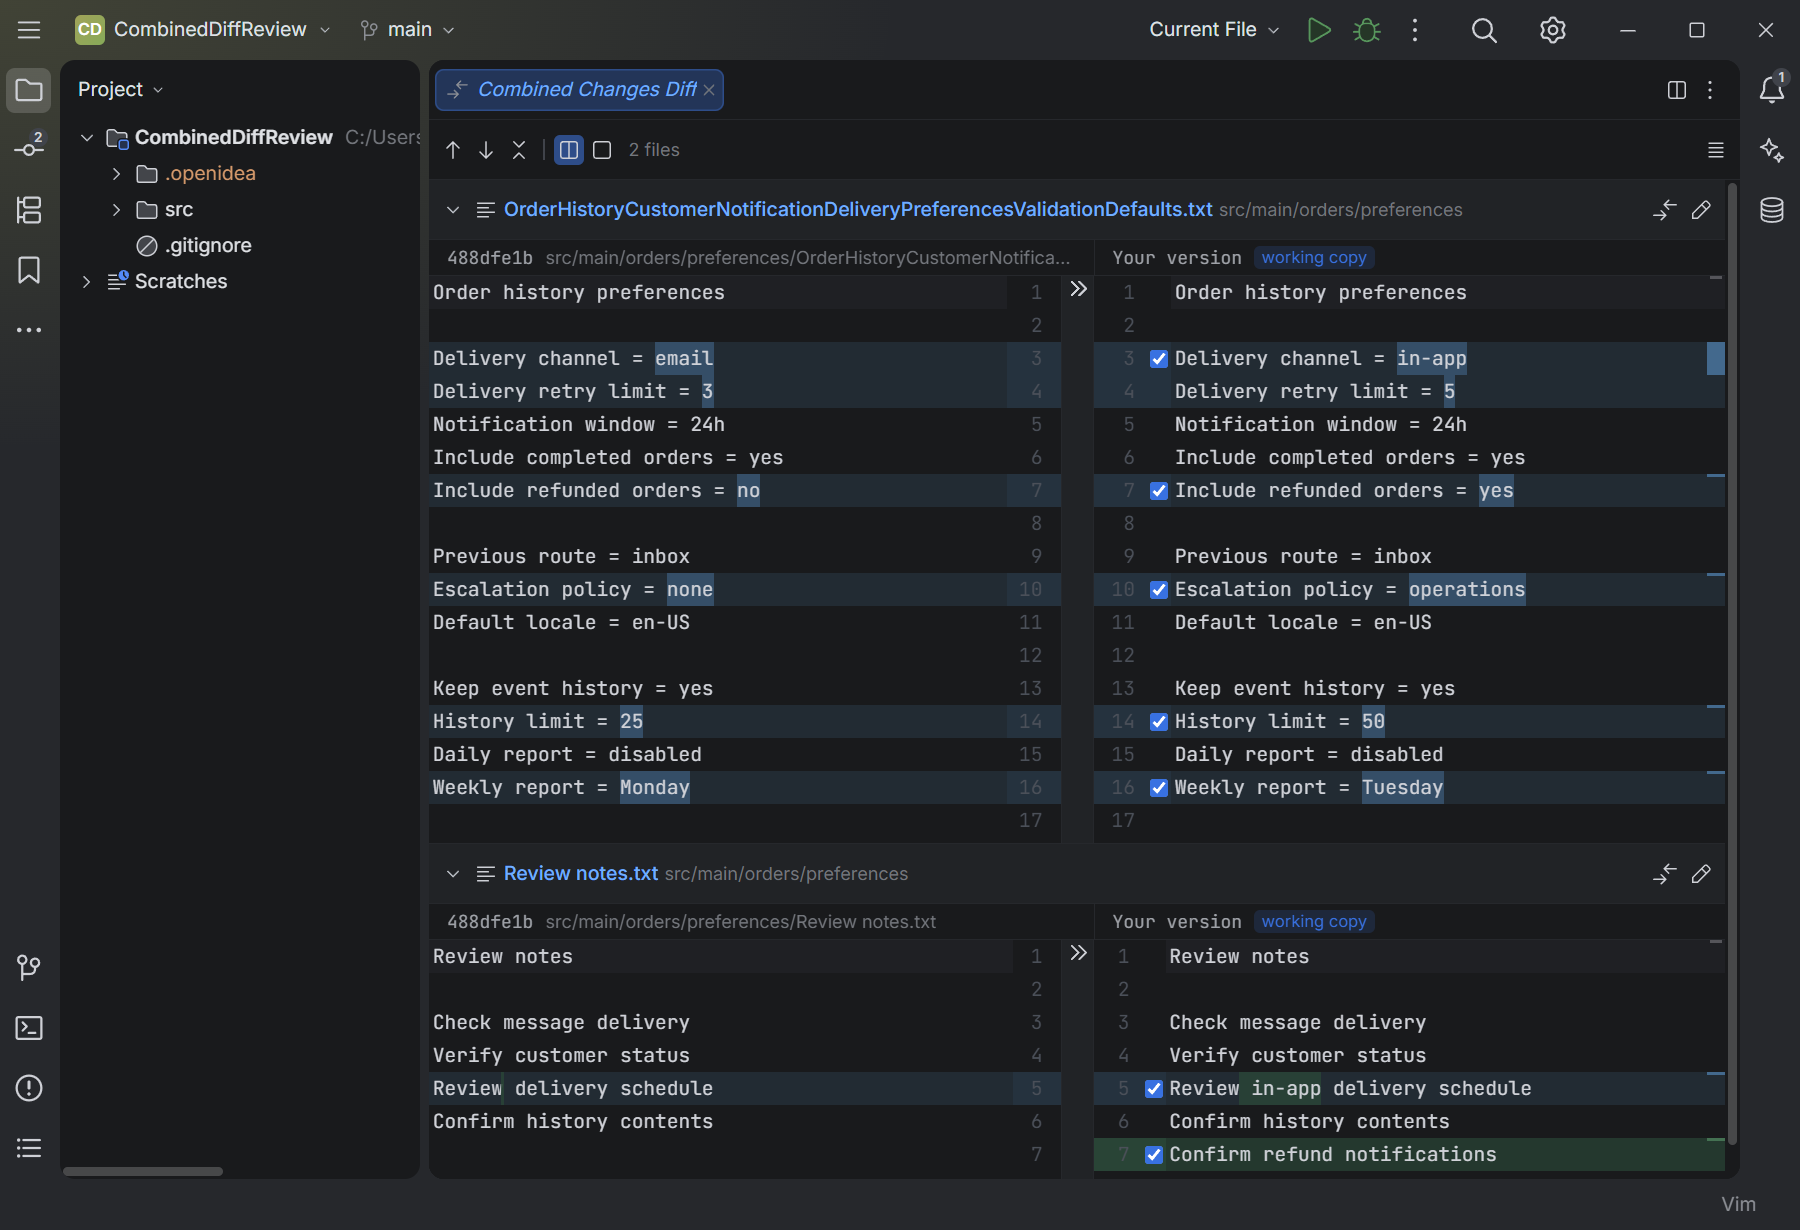 CD CombinedDiffReview main Current File
Project
Combined Changes Diff
1
2
CombinedDiffReview C:/Users
2 files
.openidea
src
.gitignore
Scratches
OrderHistoryCustomerNotificationDeliveryPreferencesValidationDefaults.txt src/main/orders/preferences
488dfe1b src/main/orders/preferences/OrderHistoryCustomerNotifica... Your version working copy
Order history preferences 1 1 Order history preferences
2 2
Delivery channel = email 3 3 Delivery channel = in-app
Delivery retry limit = 3 4 4 Delivery retry limit = 5
Notification window = 24h 5 5 Notification window = 24h
Include completed orders = yes 6 6 Include completed orders = yes
Include refunded orders = no 7 7 Include refunded orders = yes
8 8
Previous route = inbox 9 9 Previous route = inbox
Escalation policy = none 10 10 Escalation policy = operations
Default locale = en-US 11 11 Default locale = en-US
12 12
Keep event history = yes 13 13 Keep event history = yes
History limit = 25 14 14 History limit = 50
Daily report = disabled 15 15 Daily report = disabled
Weekly report = Monday 16 16 Weekly report = Tuesday
17 17
Review notes.txt src/main/orders/preferences
488dfe1b src/main/orders/preferences/Review notes.txt Your version working copy
Review notes 1 1 Review notes
2 2
Check message delivery 3 3 Check message delivery
Verify customer status 4 4 Verify customer status
Review delivery schedule 5 5 Review in-app delivery schedule
Confirm history contents 6 6 Confirm history contents
7 7 Confirm refund notifications
Vim